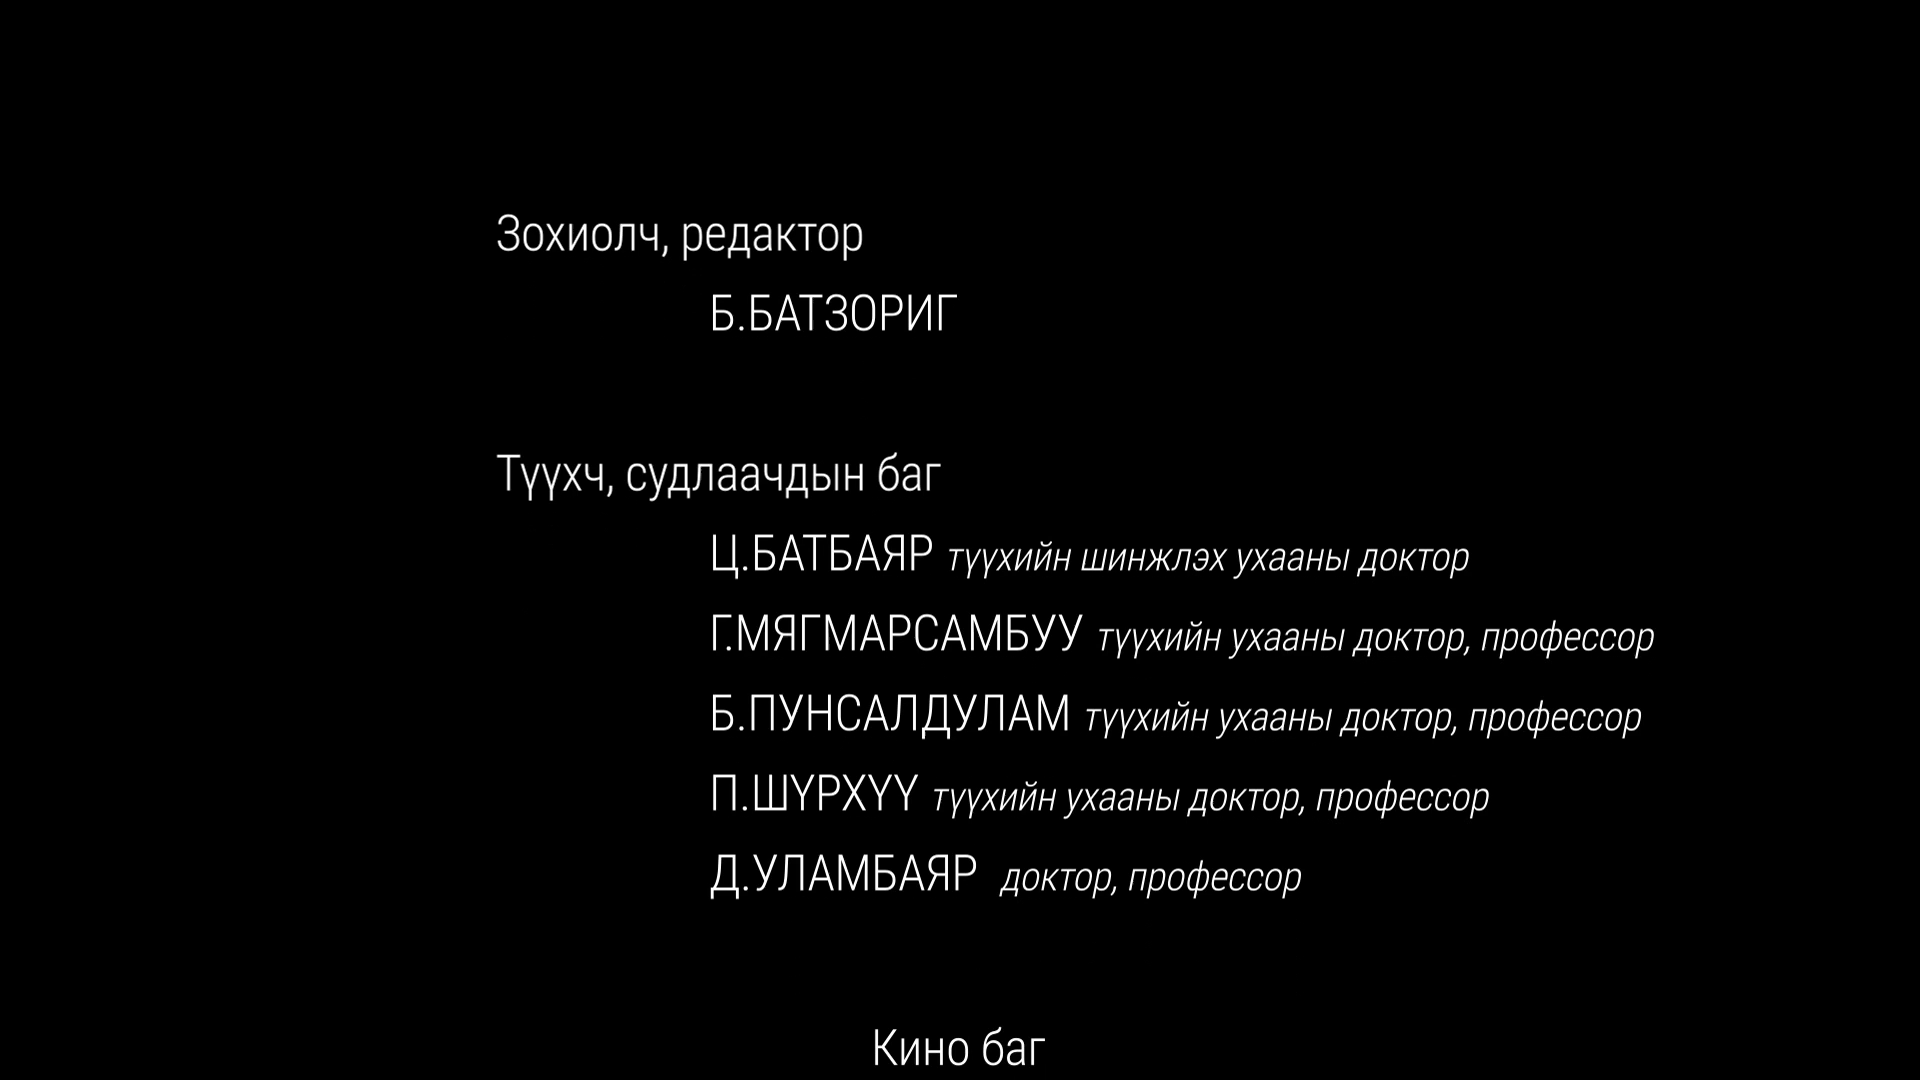 Зохиолч, редактор
Б.БАТЗОРИГ
Түүхч, судлаачдын баг
Ц.БАТБАЯР түүхийн шинжлэх ухааны доктор
Г.МЯГМАРСАМБУУ түүхийн ухааны доктор, профессор
Б.ПУНСАЛДУЛАМ түүхийн ухааны доктор, профессор
П.ШҮРХҮҮ түүхийн ухааны доктор, профессор
Д.УЛАМБАЯР доктор, профессор
Кино баг